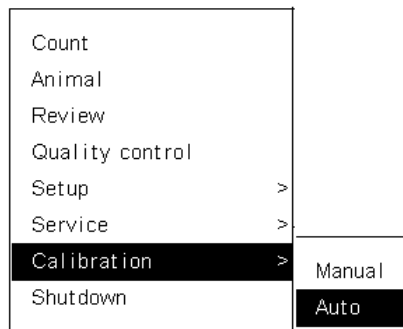 Count
Animal
Review
Quality control
Setup >
Service >
Calibration >
Shutdown
Manual
Auto